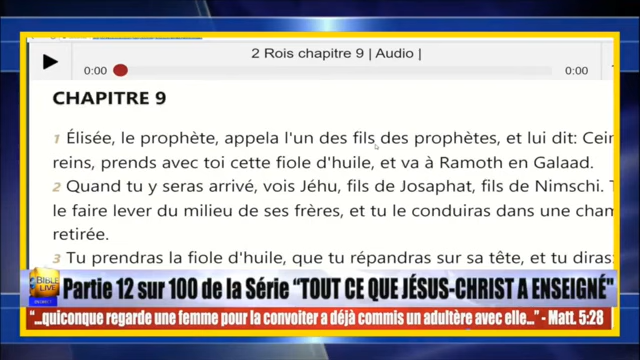 2 Rois chapitre 9 | Audio |
0:00
0:00
CHAPITRE 9
1 Élisée, le prophète, appela l'un des fils des prophètes, et lui dit: Cein
reins, prends avec toi cette fiole d'huile, et va à Ramoth en Galaad.
2 Quand tu y seras arrivé, vois Jéhu, fils de Josaphat, fils de Nimschi. T
le faire lever du milieu de ses frères, et tu le conduiras dans une cham
retirée.
3 Tu prendras la fiole d'huile, que tu répandras sur sa tête, et tu diras:
BIBLE
LIVE
Partie 12 sur 100 de la Série “TOUT CE QUE JÉSUS-CHRIST A ENSEIGNÉ"
“...quiconque regarde une femme pour la convoiter a déjà commis un adultère avec elle...” - Matt. 5:28